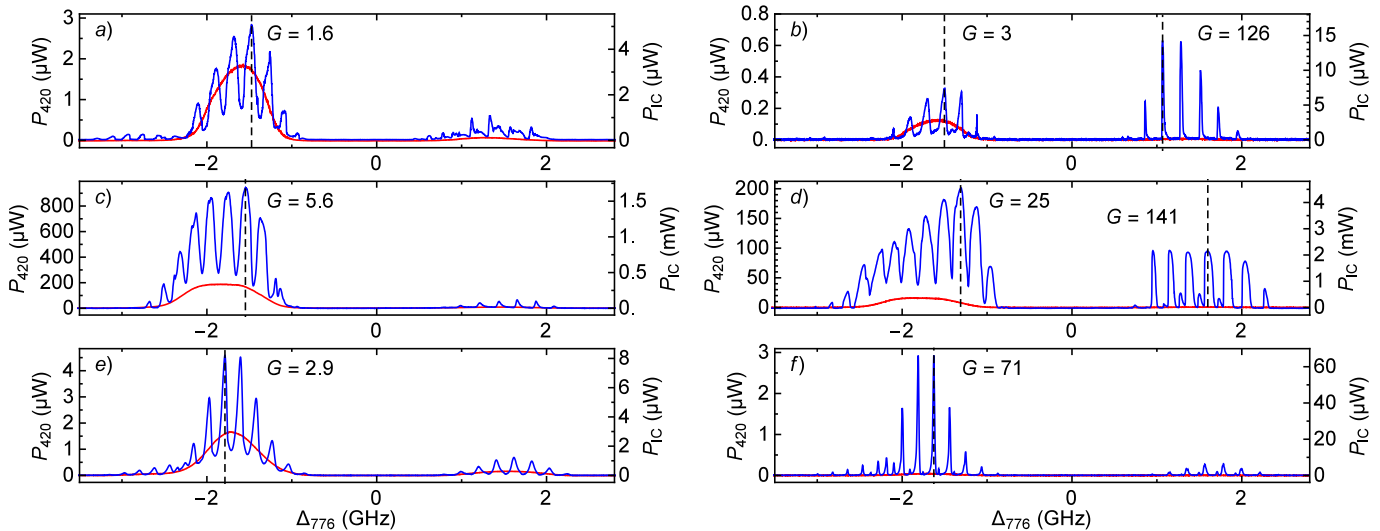 a) G = 1.6
3
2
1
0
P420 (µW)
4
2
0
PIC (µW)
−2 0 2
b) G = 3 G = 126
0.8
0.6
0.4
0.2
0.
P420 (µW)
15
10
5
0
PIC (µW)
−2 0 2
c) G = 5.6
800
600
400
200
0
P420 (µW)
1.5
1.
0.5
0.
PIC (mW)
−2 0 2
d) G = 25 G = 141
200
150
100
50
0
P420 (µW)
4
3
2
1
0
PIC (mW)
−2 0 2
e) G = 2.9
4
3
2
1
0
P420 (µW)
8
6
4
2
0
PIC (µW)
−2 0 2
Δ776 (GHz)
f) G = 71
3
2
1
0
P420 (µW)
60
40
20
0
PIC (µW)
−2 0 2
Δ776 (GHz)